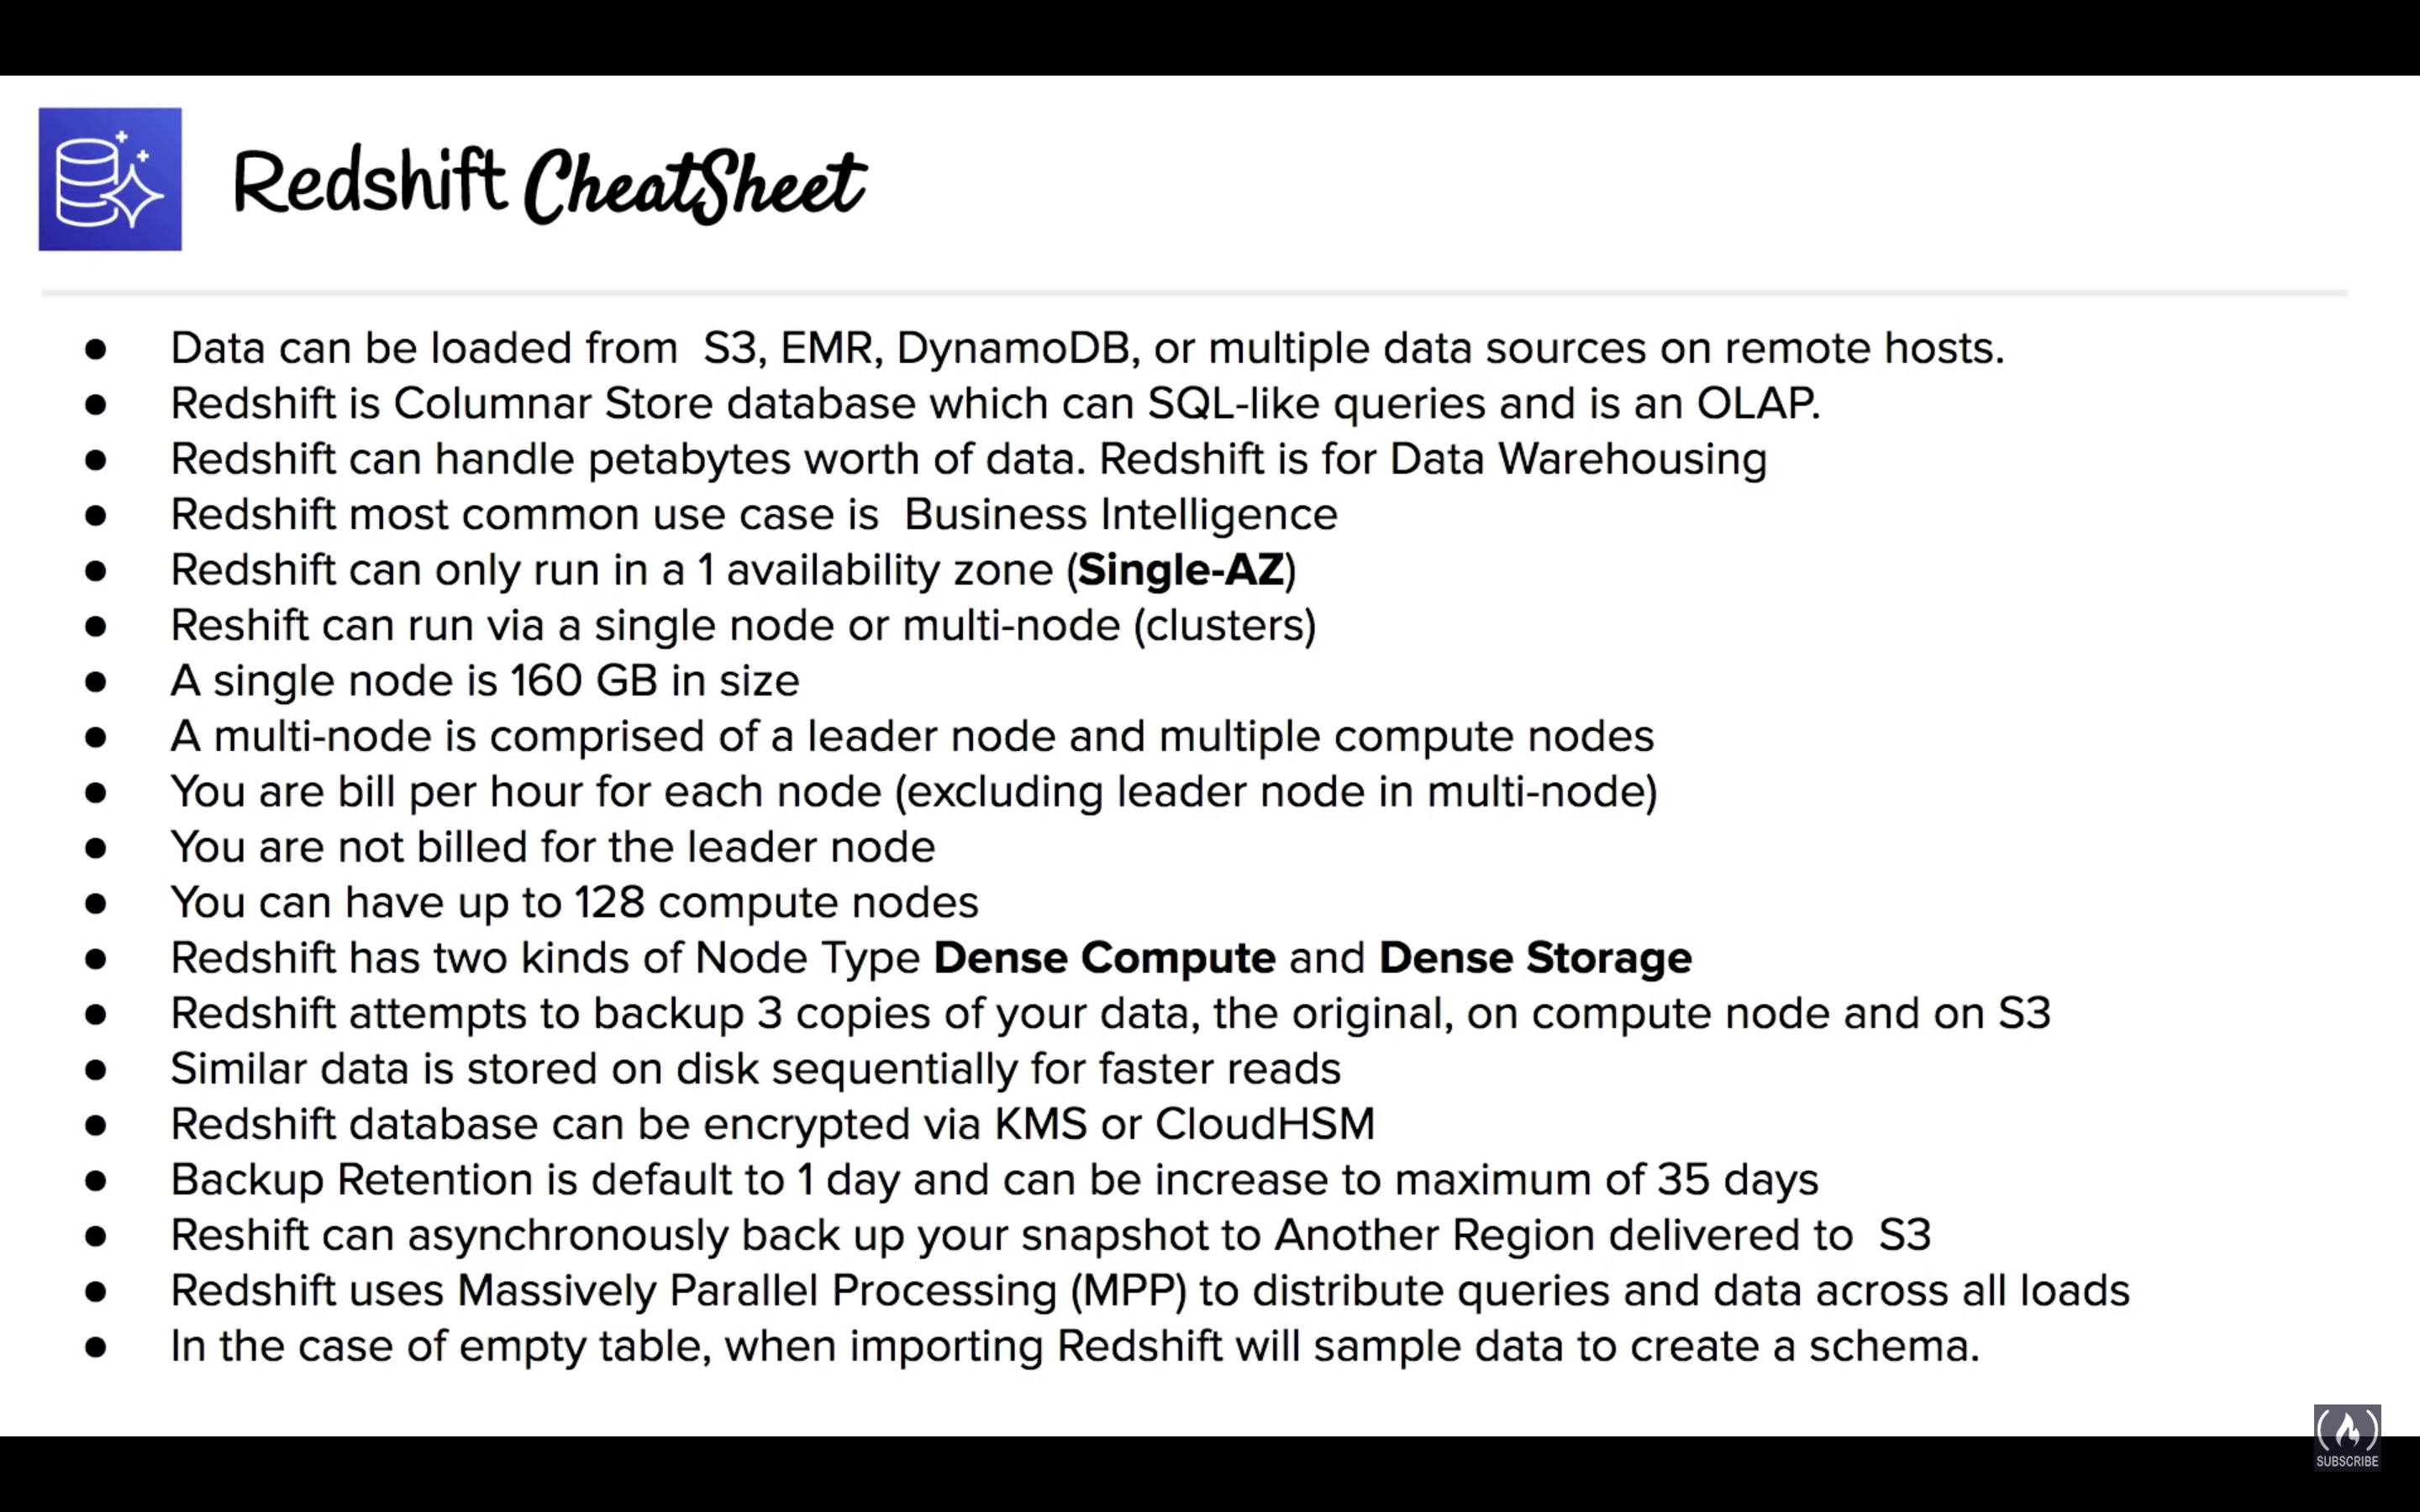 Redshift CheatSheet
● Data can be loaded from  S3, EMR, DynamoDB, or multiple data sources on remote hosts.
● Redshift is Columnar Store database which can SQL-like queries and is an OLAP.
● Redshift can handle petabytes worth of data. Redshift is for Data Warehousing
● Redshift most common use case is  Business Intelligence
● Redshift can only run in a 1 availability zone (Single-AZ)
● Reshift can run via a single node or multi-node (clusters)
● A single node is 160 GB in size
● A multi-node is comprised of a leader node and multiple compute nodes
● You are bill per hour for each node (excluding leader node in multi-node)
● You are not billed for the leader node
● You can have up to 128 compute nodes
● Redshift has two kinds of Node Type Dense Compute and Dense Storage
● Redshift attempts to backup 3 copies of your data, the original, on compute node and on S3
● Similar data is stored on disk sequentially for faster reads
● Redshift database can be encrypted via KMS or CloudHSM
● Backup Retention is default to 1 day and can be increase to maximum of 35 days
● Reshift can asynchronously back up your snapshot to Another Region delivered to  S3
● Redshift uses Massively Parallel Processing (MPP) to distribute queries and data across all loads
● In the case of empty table, when importing Redshift will sample data to create a schema.
SUBSCRIBE